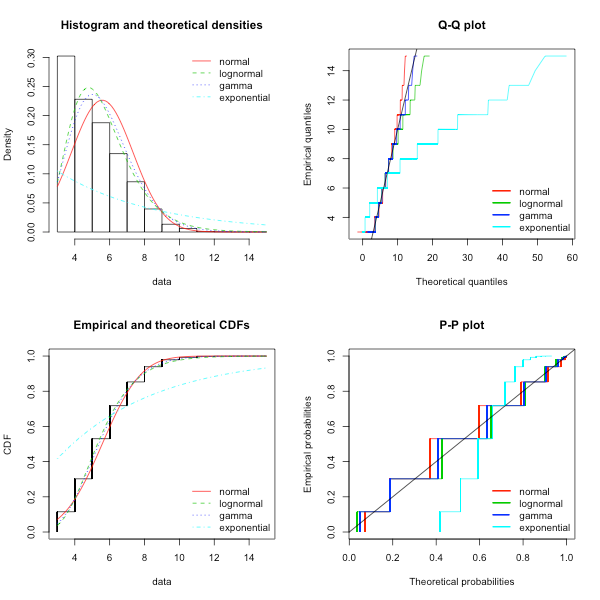 Histogram and theoretical densities
Density
0.00 0.05 0.10 0.15 0.20 0.25 0.30
normal
lognormal
gamma
exponential
4 6 8 10 12 14
data
Q-Q plot
Empirical quantiles
4 6 8 10 12 14
normal
lognormal
gamma
exponential
0 10 20 30 40 50 60
Theoretical quantiles
Empirical and theoretical CDFs
CDF
0.0 0.2 0.4 0.6 0.8 1.0
normal
lognormal
gamma
exponential
4 6 8 10 12 14
data
P-P plot
Empirical probabilities
0.0 0.2 0.4 0.6 0.8 1.0
normal
lognormal
gamma
exponential
0.0 0.2 0.4 0.6 0.8 1.0
Theoretical probabilities